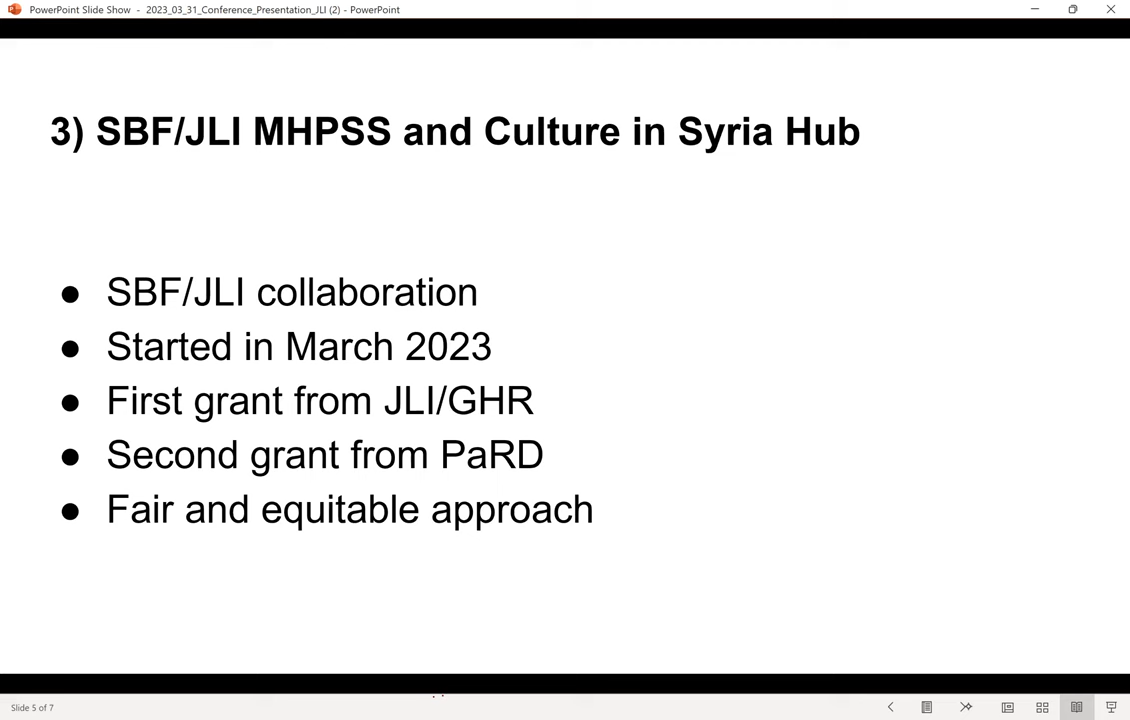 PowerPoint Slide Show - 2023_03_31_Conference_Presentation_JLI (2) - PowerPoint
3) SBF/JLI MHPSS and Culture in Syria Hub
● SBF/JLI collaboration
● Started in March 2023
● First grant from JLI/GHR
● Second grant from PaRD
● Fair and equitable approach
Slide 5 of 7